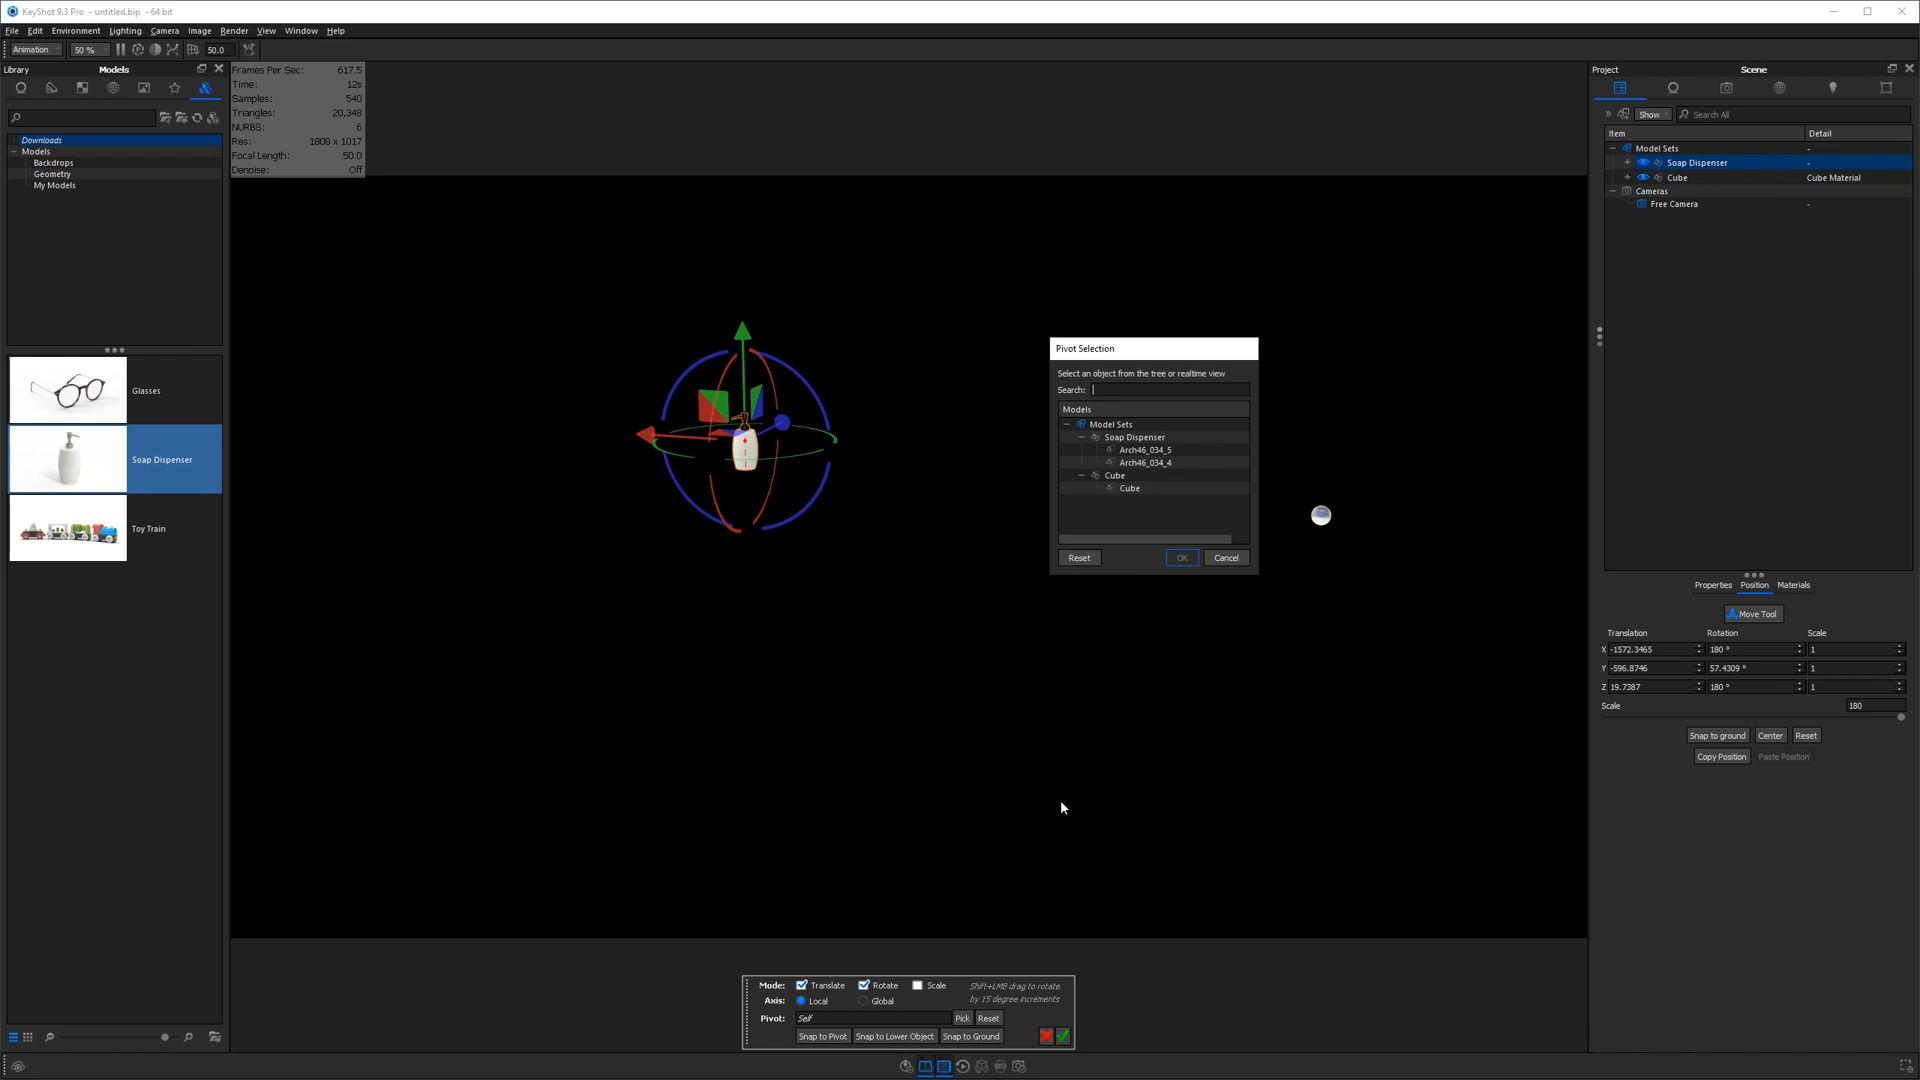 KeyShot 9.3 Pro - untitled.bip - 64 bit
File Edit Environment Lighting Camera Image Render View Window Help
Animation 50 % 50.0
Library Models
Downloads
Models
Backdrops
Geometry
My Models
Glasses
Soap Dispenser
Toy Train
Frames Per Sec: 617.5
Time: 12s
Samples: 540
Triangles: 20,348
NURBS: 6
Res: 1808 x 1017
Focal Length: 50.0
Denoise: Off
Pivot Selection
Select an object from the tree or realtime view
Search:
Models
Model Sets
Soap Dispenser
Arch46_034_5
Arch46_034_4
Cube
Cube
Reset OK Cancel
Mode: Translate Rotate Scale
Shift+LMB drag to rotate
by 15 degree increments
Axis: Local Global
Pivot: Self Pick Reset
Snap to Pivot Snap to Lower Object Snap to Ground
Project Scene
Show Search All
Item Detail
Model Sets -
Soap Dispenser -
Cube Cube Material
Cameras
Free Camera -
Properties Position Materials
Move Tool
Translation Rotation Scale
X -1572.3465 180 ° 1
Y -596.8746 57.4309 ° 1
Z 19.7387 180 ° 1
Scale 180
Snap to ground Center Reset
Copy Position Paste Position